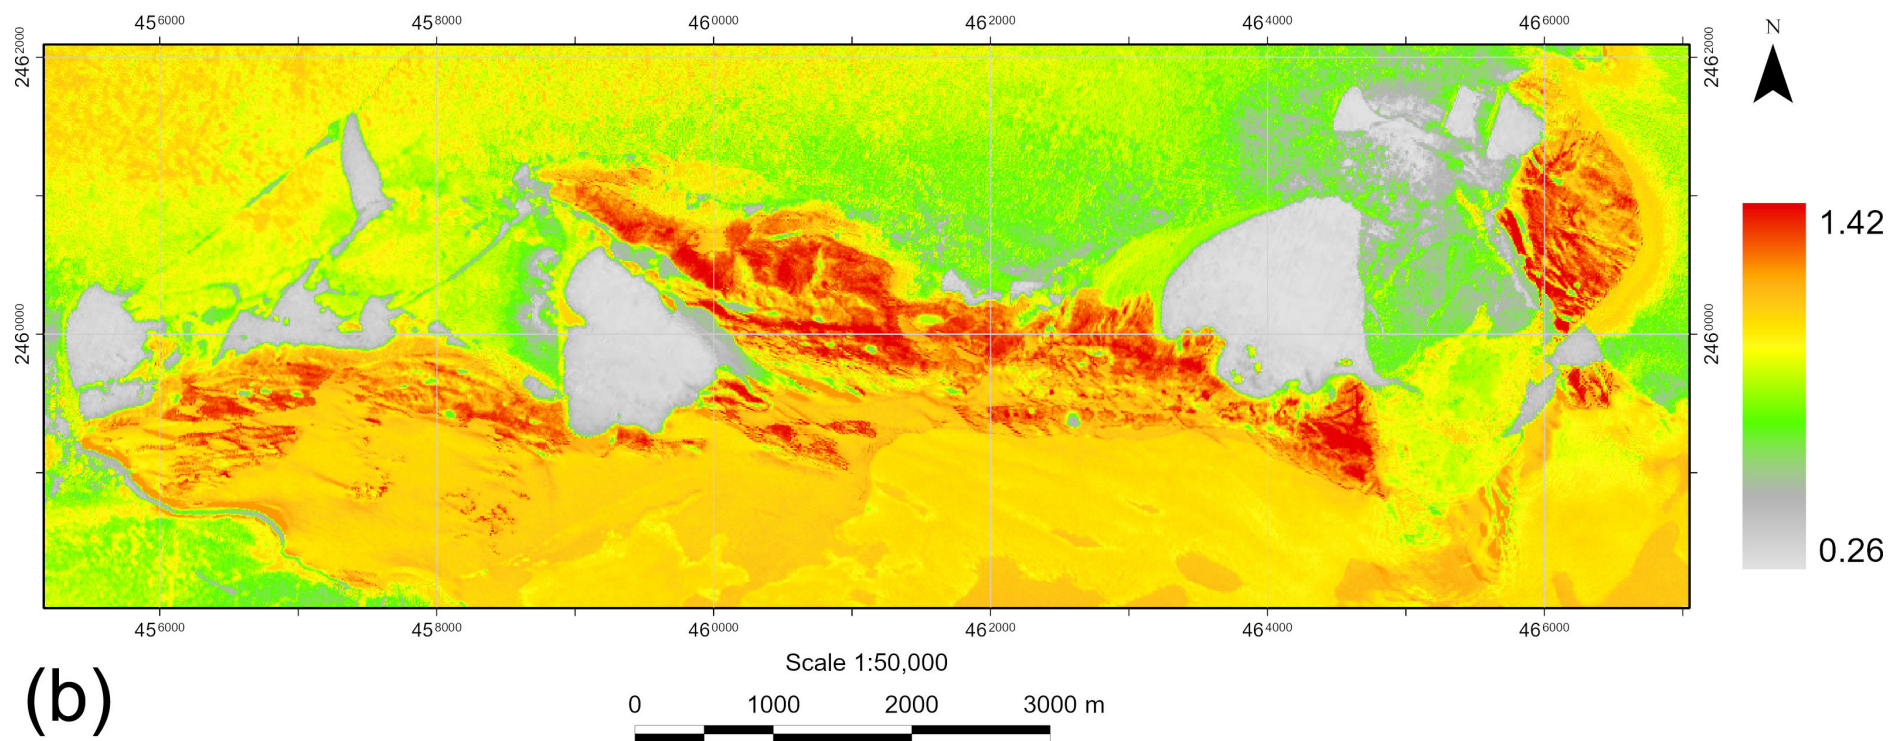 45⁶⁰⁰⁰ 45⁸⁰⁰⁰ 46⁰⁰⁰⁰ 46²⁰⁰⁰ 46⁴⁰⁰⁰ 46⁶⁰⁰⁰
N
246²⁰⁰⁰ 246²⁰⁰⁰
1.42
246⁰⁰⁰⁰ 246⁰⁰⁰⁰
0.26
45⁶⁰⁰⁰ 45⁸⁰⁰⁰ 46⁰⁰⁰⁰ 46²⁰⁰⁰ 46⁴⁰⁰⁰ 46⁶⁰⁰⁰
Scale 1:50,000
(b)
0 1000 2000 3000 m